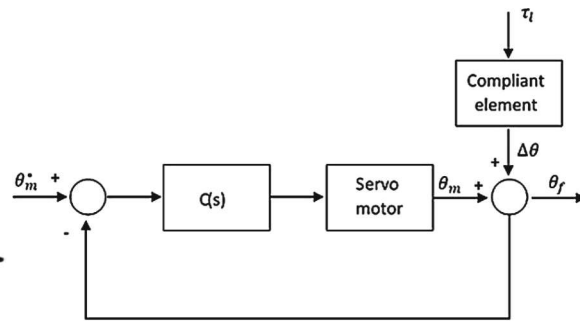 τₗ
Compliant
element
Δθ
+
θₘ* +
C(s)
Servo
motor
θₘ +
θf
-